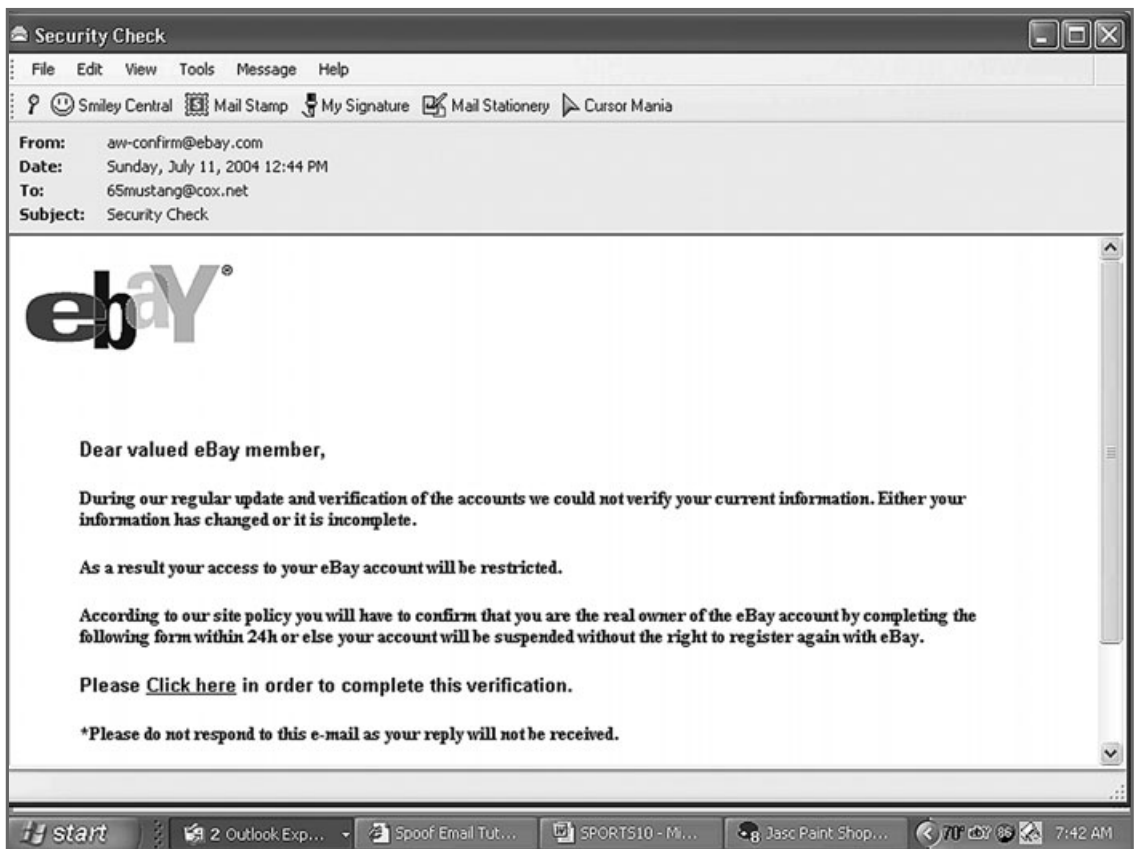 Security Check
File Edit View Tools Message Help
Smiley Central Mail Stamp My Signature Mail Stationery Cursor Mania
From: aw-confirm@ebay.com
Date: Sunday, July 11, 2004 12:44 PM
To: 65mustang@cox.net
Subject: Security Check
ebaY®
Dear valued eBay member,
During our regular update and verification of the accounts we could not verify your current information. Either your
information has changed or it is incomplete.
As a result your access to your eBay account will be restricted.
According to our site policy you will have to confirm that you are the real owner of the eBay account by completing the
following form within 24h or else your account will be suspended without the right to register again with eBay.
Please Click here in order to complete this verification.
*Please do not respond to this e-mail as your reply will not be received.
start 2 Outlook Exp... Spoof Email Tut... SPORTS10 - Mi... Jasc Paint Shop... 70° 86 7:42 AM